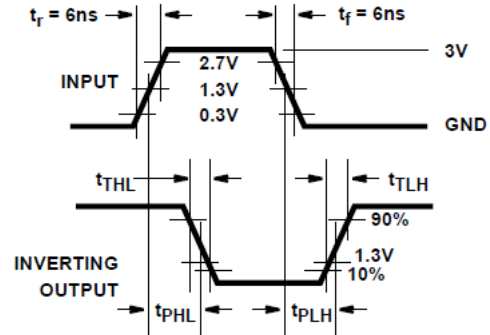 tr = 6ns
tf = 6ns
INPUT
2.7V
1.3V
0.3V
3V
GND
tTHL
tTLH
90%
1.3V
10%
INVERTING
OUTPUT
tPHL
tPLH